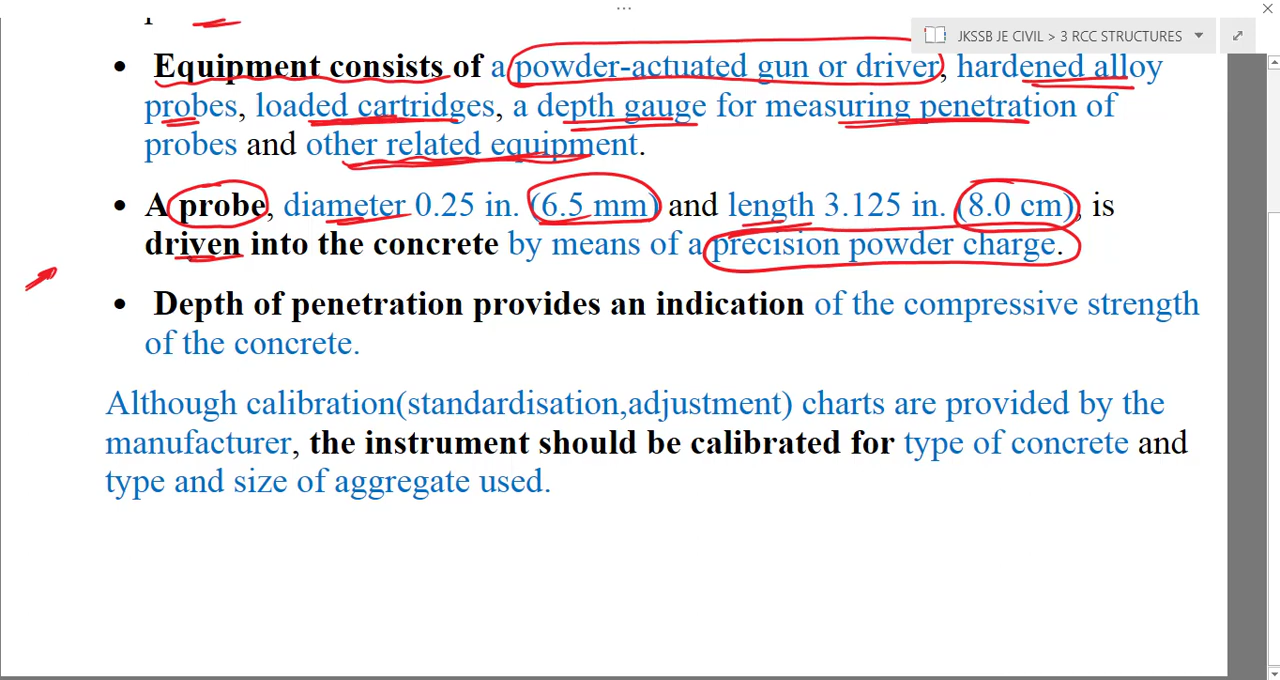 JKSSB JE CIVIL > 3 RCC STRUCTURES
• Equipment consists of a powder-actuated gun or driver, hardened alloy
probes, loaded cartridges, a depth gauge for measuring penetration of
probes and other related equipment.
• A probe, diameter 0.25 in. (6.5 mm) and length 3.125 in. (8.0 cm), is
driven into the concrete by means of a precision powder charge.
• Depth of penetration provides an indication of the compressive strength
of the concrete.
Although calibration(standardisation,adjustment) charts are provided by the
manufacturer, the instrument should be calibrated for type of concrete and
type and size of aggregate used.